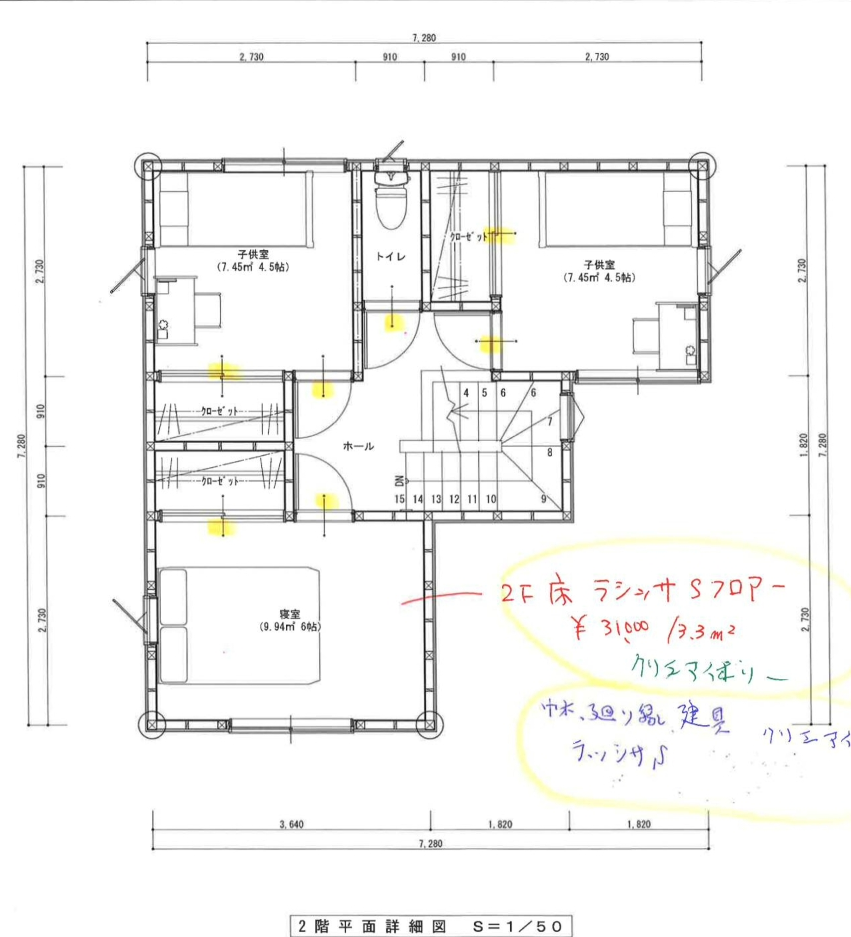 7,280
2,730 910 910 2,730
子供室
(7.45㎡ 4.5帖)
トイレ
クローゼット
子供室
(7.45㎡ 4.5帖)
2,730
2,730
クローゼット
910
ホール
4 5 6 6
7
8
7,280
1,820
7,280
910
クローゼット
DN
15 14 13 12 11 10 9
2,730
寝室
(9.94㎡ 6帖)
2,730
2F 床 ラシッサ Sフロアー
¥31,000 /3.3m²
クリエアイボリー
巾木、廻り縁、建具 クリエアイ
ラシッサS
3,640 1,820 1,820
7,280
2階平面詳細図 S=1/50